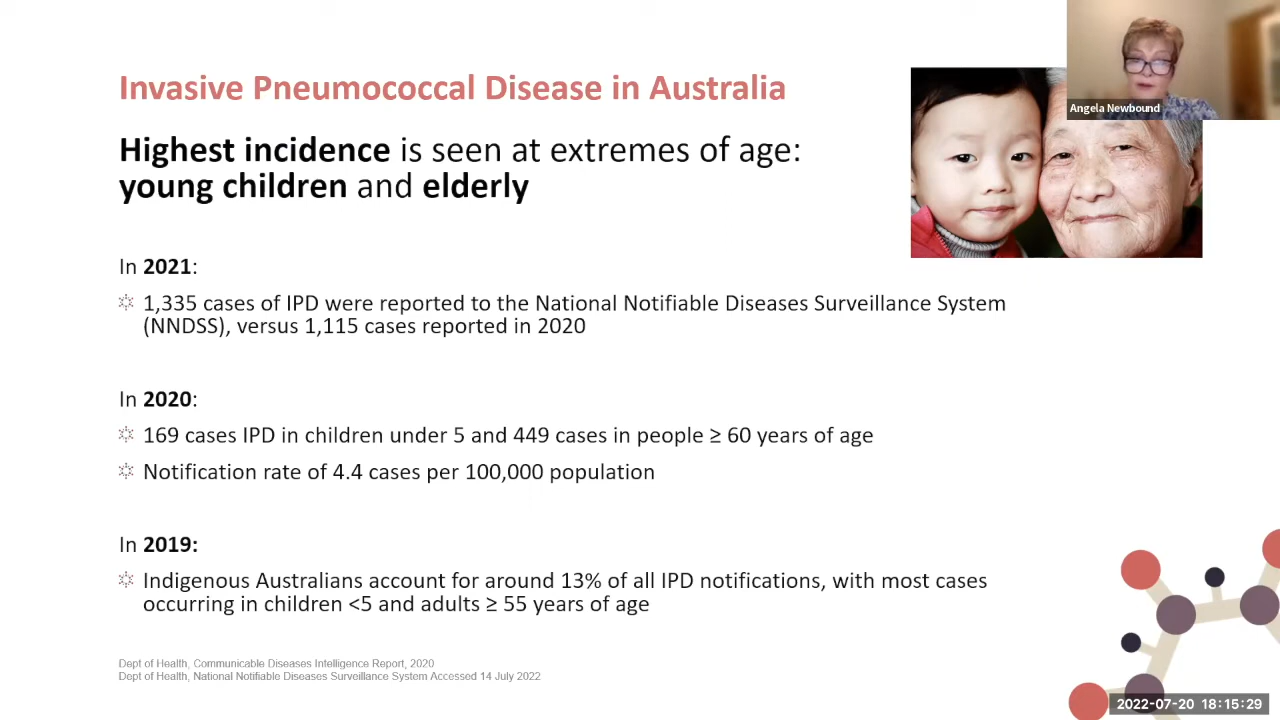 Invasive Pneumococcal Disease in Australia
Angela Newbound
Highest incidence is seen at extremes of age:
young children and elderly
In 2021:
1,335 cases of IPD were reported to the National Notifiable Diseases Surveillance System
(NNDSS), versus 1,115 cases reported in 2020
In 2020:
169 cases IPD in children under 5 and 449 cases in people ≥ 60 years of age
Notification rate of 4.4 cases per 100,000 population
In 2019:
Indigenous Australians account for around 13% of all IPD notifications, with most cases
occurring in children <5 and adults ≥ 55 years of age
Dept of Health, Communicable Diseases Intelligence Report, 2020
Dept of Health, National Notifiable Diseases Surveillance System Accessed 14 July 2022
2022-07-20 18:15:29